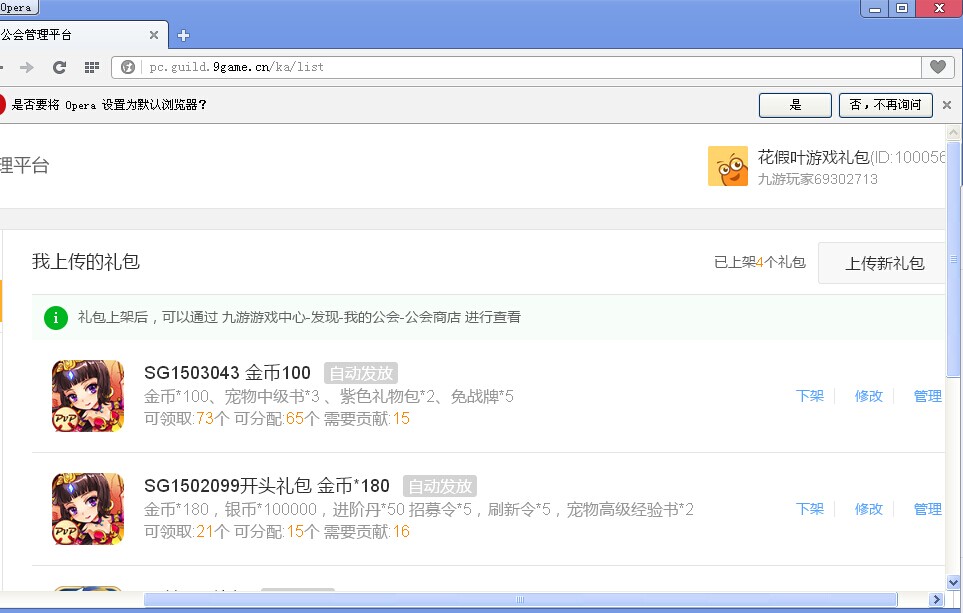 Opera
公会管理平台
pc.guild.9game.cn/ka/list
是否要将 Opera 设置为默认浏览器?
是
否，不再询问
理平台
花假叶游戏礼包(ID:100056
九游玩家69302713
我上传的礼包
已上架4个礼包
上传新礼包
礼包上架后，可以通过 九游游戏中心-发现-我的公会-公会商店 进行查看
SG1503043 金币100 自动发放
金币*100、宠物中级书*3 、紫色礼物包*2、免战牌*5
可领取:73个 可分配:65个 需要贡献:15
下架 修改 管理
PVP
SG1502099开头礼包 金币*180 自动发放
金币*180，银币*100000，进阶丹*50 招募令*5，刷新令*5，宠物高级经验书*2
可领取:21个 可分配:15个 需要贡献:16
下架 修改 管理
PVP